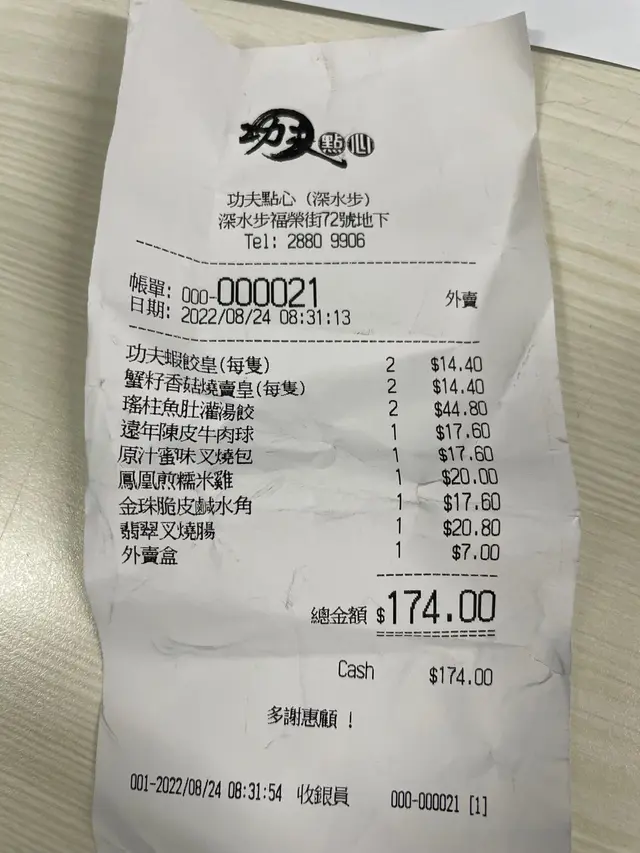 功夫點心
功夫點心 (深水步)
深水步福榮街72號地下
Tel: 2880 9906
帳單: 000-000021 外賣
日期: 2022/08/24 08:31:13
功夫蝦餃皇(每隻) 2 $14.40
蟹籽香菇燒賣皇(每隻) 2 $14.40
瑤柱魚肚灌湯餃 2 $44.80
遠年陳皮牛肉球 1 $17.60
原汁蜜味叉燒包 1 $17.60
鳳凰煎糯米雞 1 $20.00
金珠脆皮鹹水角 1 $17.60
翡翠叉燒腸 1 $20.80
外賣盒 1 $7.00
總金額 $174.00
Cash $174.00
多謝惠顧 !
001-2022/08/24 08:31:54 收銀員 000-000021 [1]